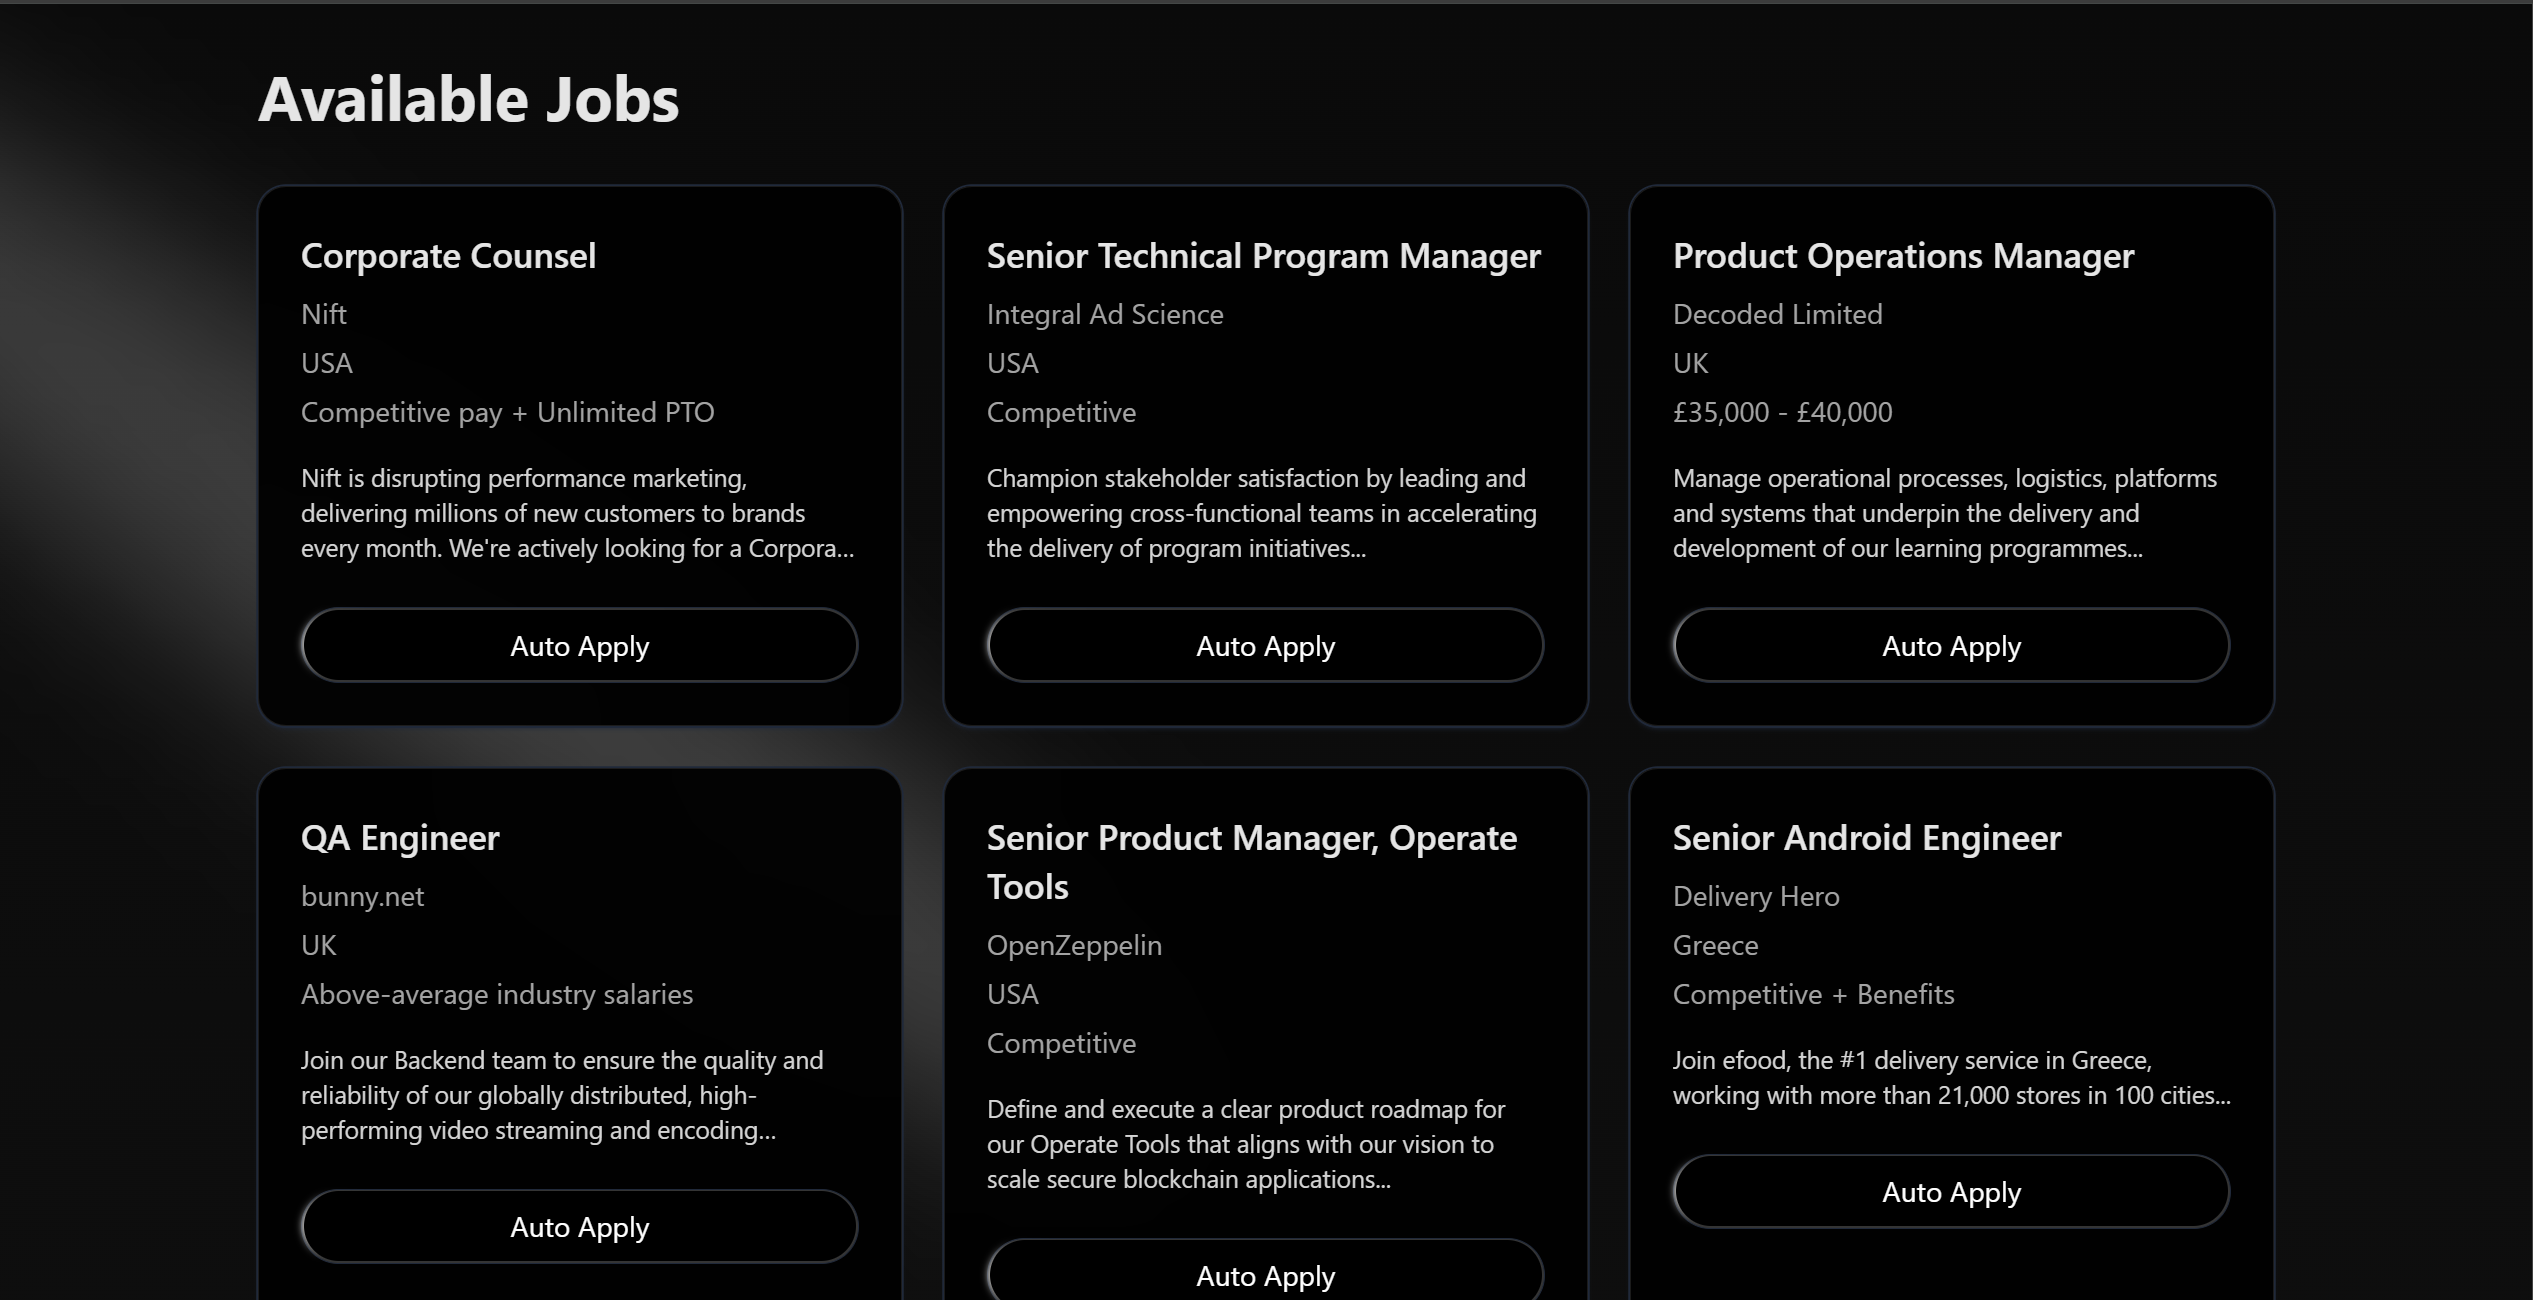 Available Jobs
Corporate Counsel
Nift
USA
Competitive pay + Unlimited PTO
Nift is disrupting performance marketing,
delivering millions of new customers to brands
every month. We're actively looking for a Corpora...
Auto Apply
Senior Technical Program Manager
Integral Ad Science
USA
Competitive
Champion stakeholder satisfaction by leading and
empowering cross-functional teams in accelerating
the delivery of program initiatives...
Auto Apply
Product Operations Manager
Decoded Limited
UK
£35,000 - £40,000
Manage operational processes, logistics, platforms
and systems that underpin the delivery and
development of our learning programmes...
Auto Apply
QA Engineer
bunny.net
UK
Above-average industry salaries
Join our Backend team to ensure the quality and
reliability of our globally distributed, high-
performing video streaming and encoding...
Auto Apply
Senior Product Manager, Operate
Tools
OpenZeppelin
USA
Competitive
Define and execute a clear product roadmap for
our Operate Tools that aligns with our vision to
scale secure blockchain applications...
Auto Apply
Senior Android Engineer
Delivery Hero
Greece
Competitive + Benefits
Join efood, the #1 delivery service in Greece,
working with more than 21,000 stores in 100 cities...
Auto Apply